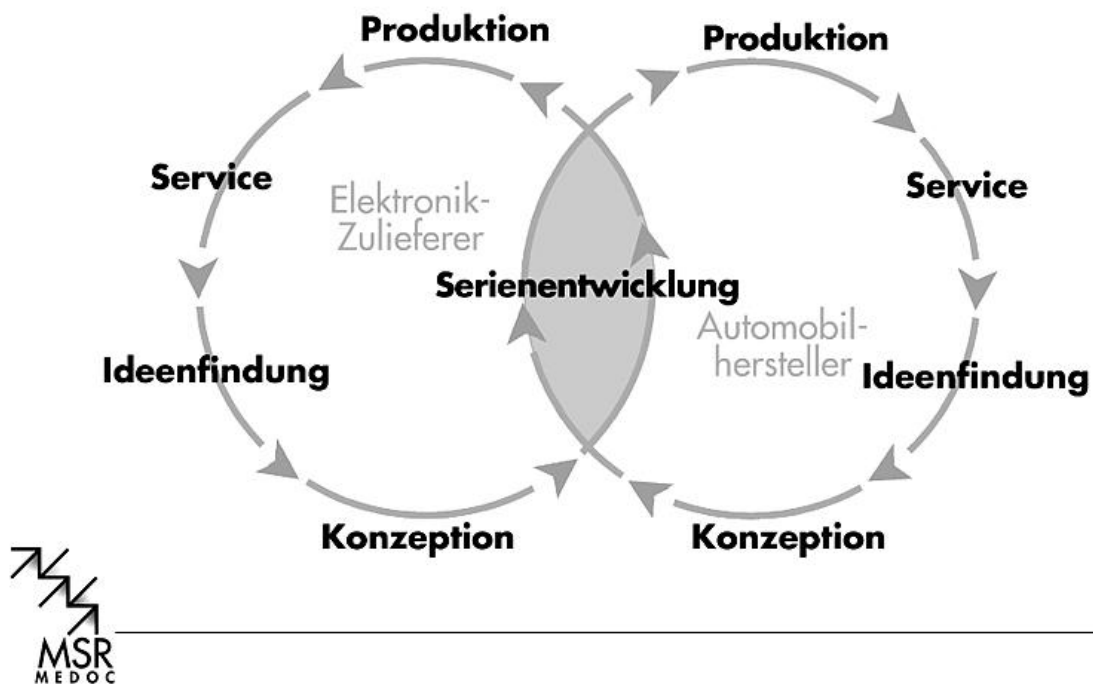 Produktion
Produktion
Service
Service
Elektronik-
Zulieferer
Serienentwicklung
Automobil-
hersteller
Ideenfindung
Ideenfindung
Konzeption
Konzeption
MSR
MEDOC